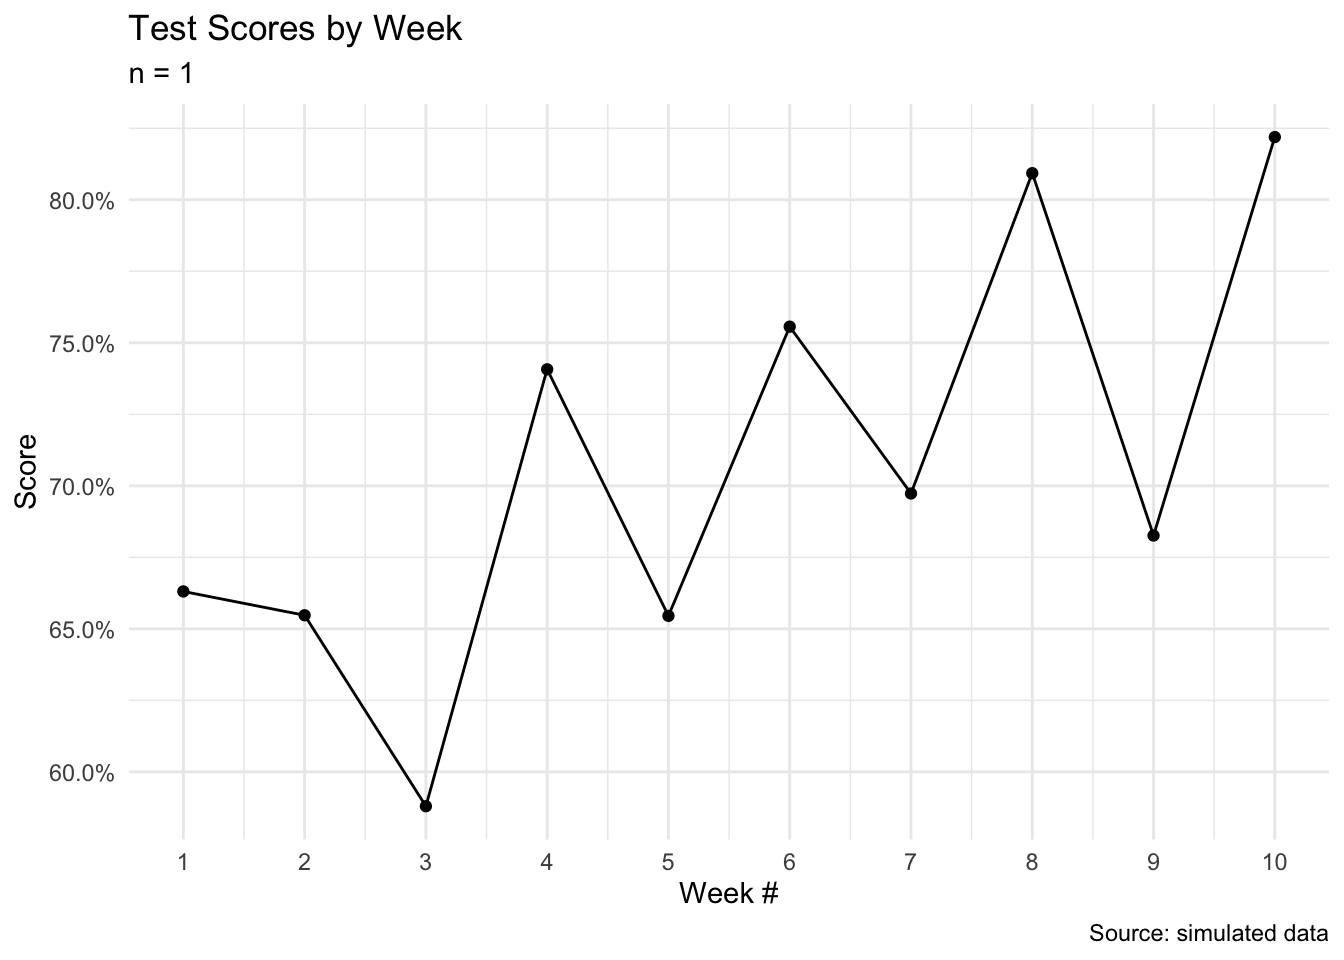 Test Scores by Week
n = 1
80.0%
75.0%
70.0%
65.0%
60.0%
Score
1 2 3 4 5 6 7 8 9 10
Week #
Source: simulated data